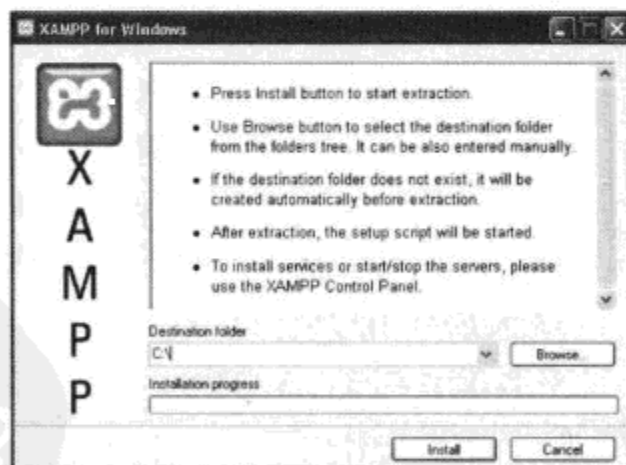 XAMPP for Windows
X
A
M
P
P
• Press Install button to start extraction.
• Use Browse button to select the destination folder
from the folders tree. It can be also entered manually.
• If the destination folder does not exist, it will be
created automatically before extraction.
• After extraction, the setup script will be started.
• To install services or start/stop the servers, please
use the XAMPP Control Panel.
Destination folder
C:\
Browse...
Installation progress
Install
Cancel